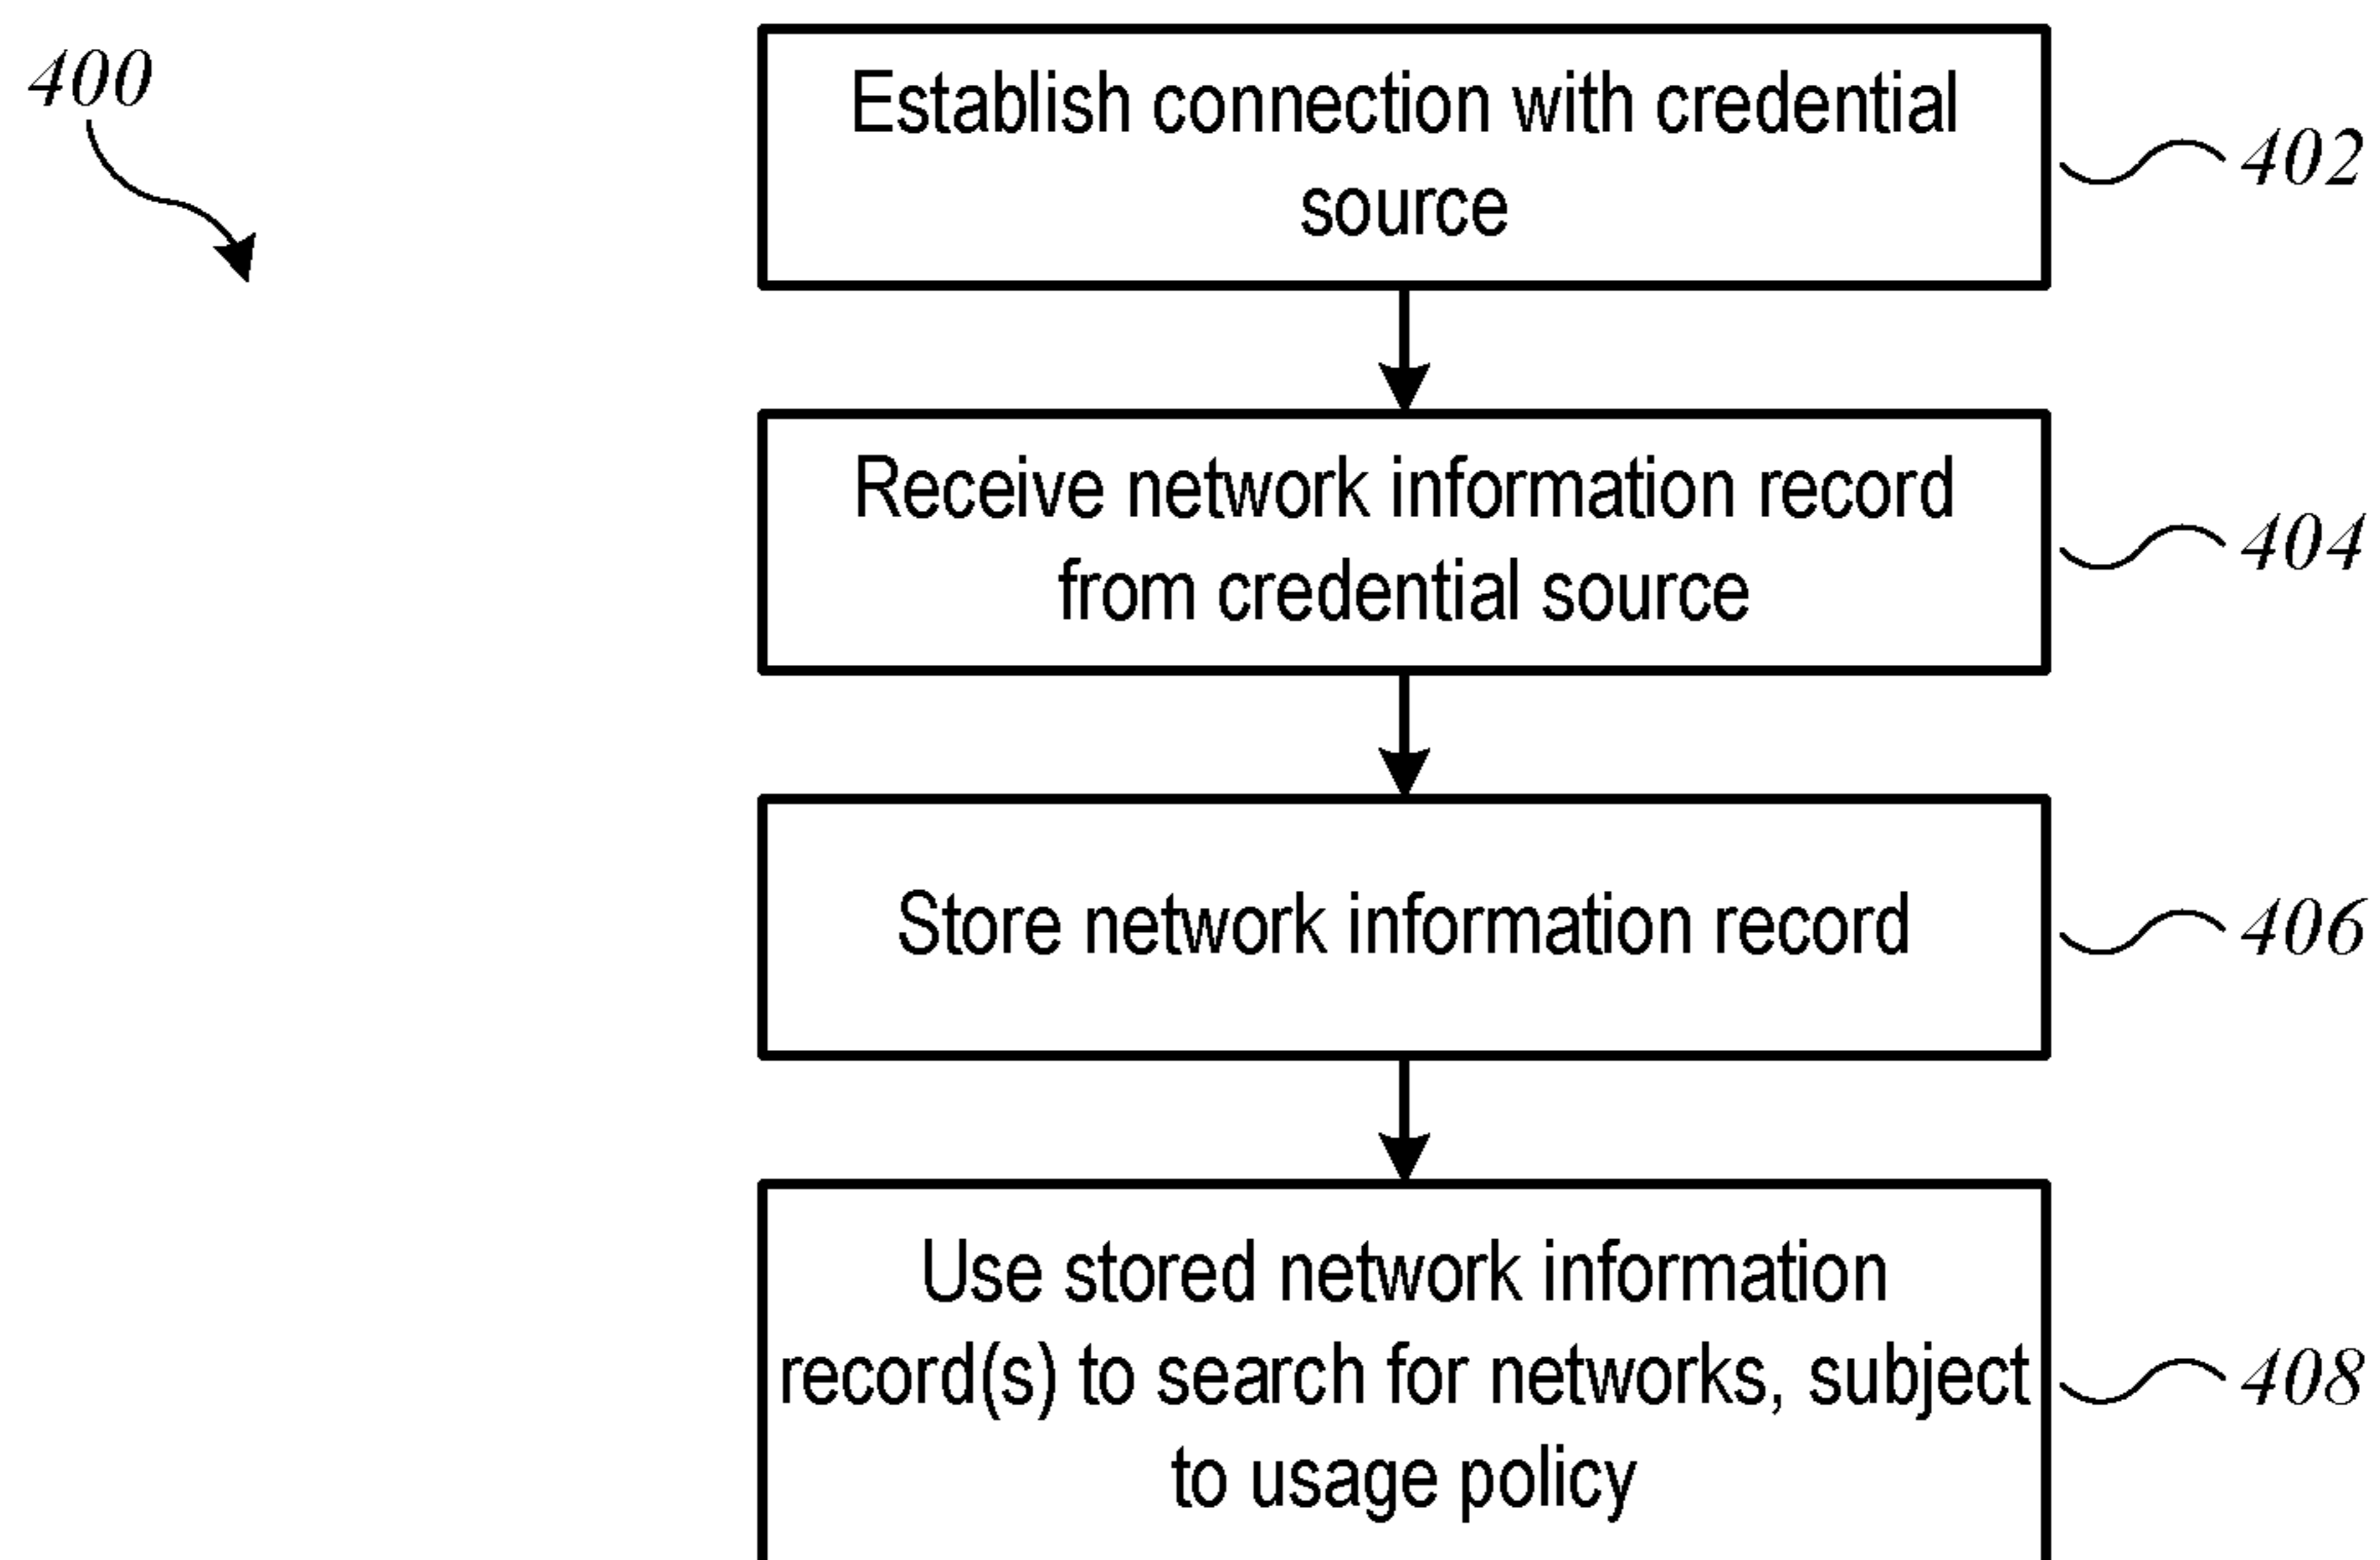 400
Establish connection with credential
source
402
Receive network information record
from credential source
404
Store network information record
406
Use stored network information
record(s) to search for networks, subject
to usage policy
408